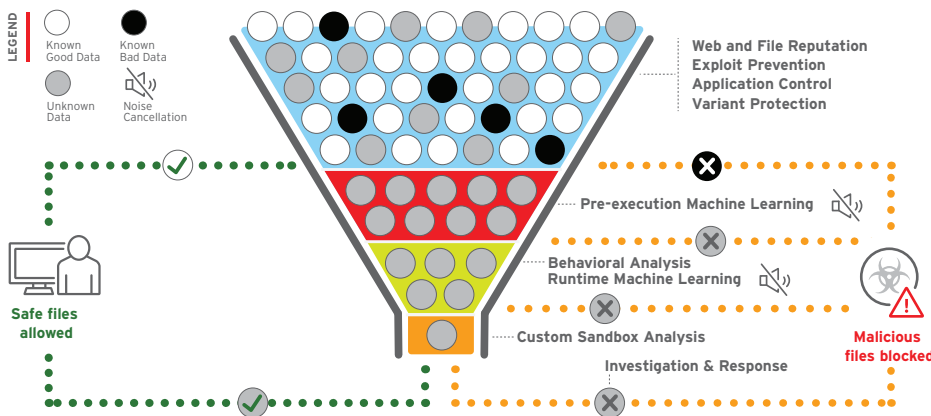 LEGEND
Known
Good Data
Known
Bad Data
Unknown
Data
Noise
Cancellation
Web and File Reputation
Exploit Prevention
Application Control
Variant Protection
Pre-execution Machine Learning
Behavioral Analysis
Runtime Machine Learning
Safe files
allowed
Custom Sandbox Analysis
Malicious
files blocked
Investigation & Response